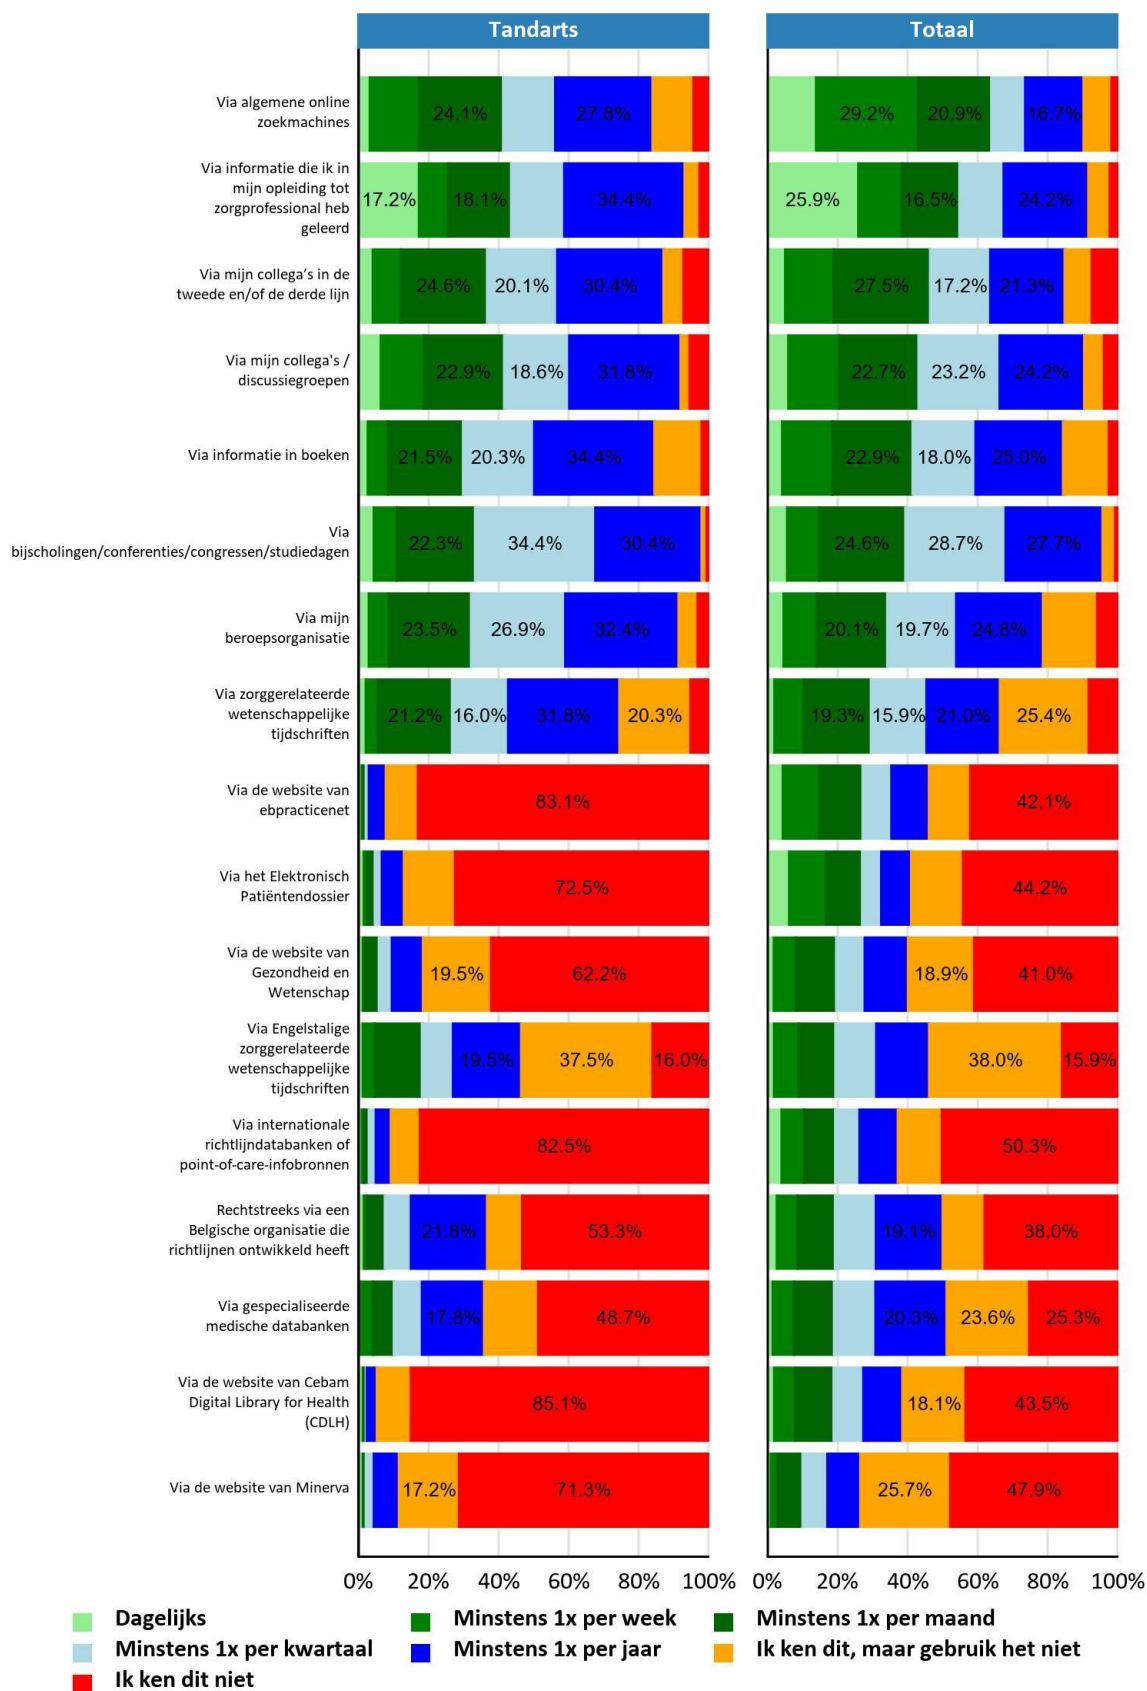 Tandarts
Totaal
Via algemene online
zoekmachines
24.1%
27.8%
29.2%
20.9%
16.7%
Via informatie die ik in
mijn opleiding tot
zorgprofessional heb
geleerd
17.2%
18.1%
34.4%
25.9%
16.5%
24.2%
Via mijn collega’s in de
tweede en/of de derde lijn
24.6%
20.1%
30.4%
27.5%
17.2%
21.3%
Via mijn collega's /
discussiegroepen
22.9%
18.6%
31.8%
22.7%
23.2%
24.2%
Via informatie in boeken
21.5%
20.3%
34.4%
22.9%
18.0%
25.0%
Via
bijscholingen/conferenties/congressen/studiedagen
22.3%
34.4%
30.4%
24.6%
28.7%
27.7%
Via mijn
beroepsorganisatie
23.5%
26.9%
32.4%
20.1%
19.7%
24.8%
Via zorggerelateerde
wetenschappelijke
tijdschriften
21.2%
16.0%
31.8%
20.3%
19.3%
15.9%
21.0%
25.4%
Via de website van
ebpracticenet
83.1%
42.1%
Via het Elektronisch
Patiëntendossier
72.5%
44.2%
Via de website van
Gezondheid en
Wetenschap
19.5%
62.2%
18.9%
41.0%
Via Engelstalige
zorggerelateerde
wetenschappelijke
tijdschriften
19.5%
37.5%
16.0%
38.0%
15.9%
Via internationale
richtlijndatabanken of
point-of-care-infobronnen
82.5%
50.3%
Rechtstreeks via een
Belgische organisatie die
richtlijnen ontwikkeld heeft
21.8%
53.3%
19.1%
38.0%
Via gespecialiseerde
medische databanken
17.8%
48.7%
20.3%
23.6%
25.3%
Via de website van Cebam
Digital Library for Health
(CDLH)
85.1%
18.1%
43.5%
Via de website van Minerva
17.2%
71.3%
25.7%
47.9%
0% 20% 40% 60% 80% 100%
0% 20% 40% 60% 80% 100%
Dagelijks
Minstens 1x per week
Minstens 1x per maand
Minstens 1x per kwartaal
Minstens 1x per jaar
Ik ken dit, maar gebruik het niet
Ik ken dit niet